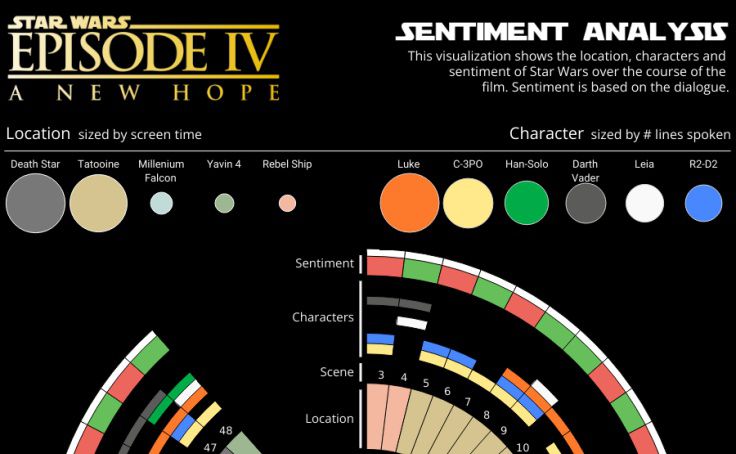 STAR WARS
EPISODE IV
A NEW HOPE
SENTIMENT ANALYSIS
This visualization shows the location, characters and
sentiment of Star Wars over the course of the
film. Sentiment is based on the dialogue.
Location sized by screen time
Character sized by # lines spoken
Death Star
Tatooine
Millenium
Falcon
Yavin 4
Rebel Ship
Luke
C-3PO
Han-Solo
Darth
Vader
Leia
R2-D2
Sentiment
Characters
Scene
Location
3
4
5
6
7
8
9
10
48
47